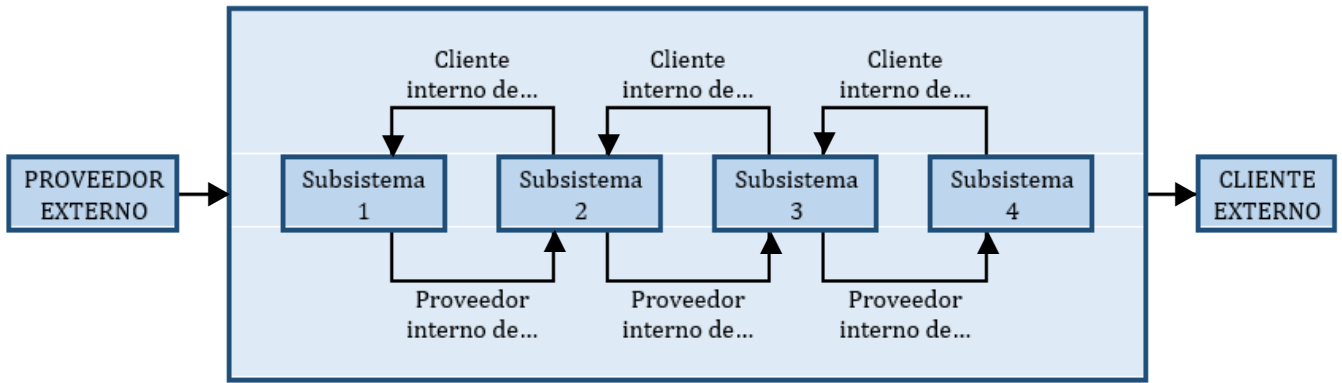 Cliente
interno de...
Cliente
interno de...
Cliente
interno de...
PROVEEDOR
EXTERNO
Subsistema
1
Subsistema
2
Subsistema
3
Subsistema
4
CLIENTE
EXTERNO
Proveedor
interno de...
Proveedor
interno de...
Proveedor
interno de...